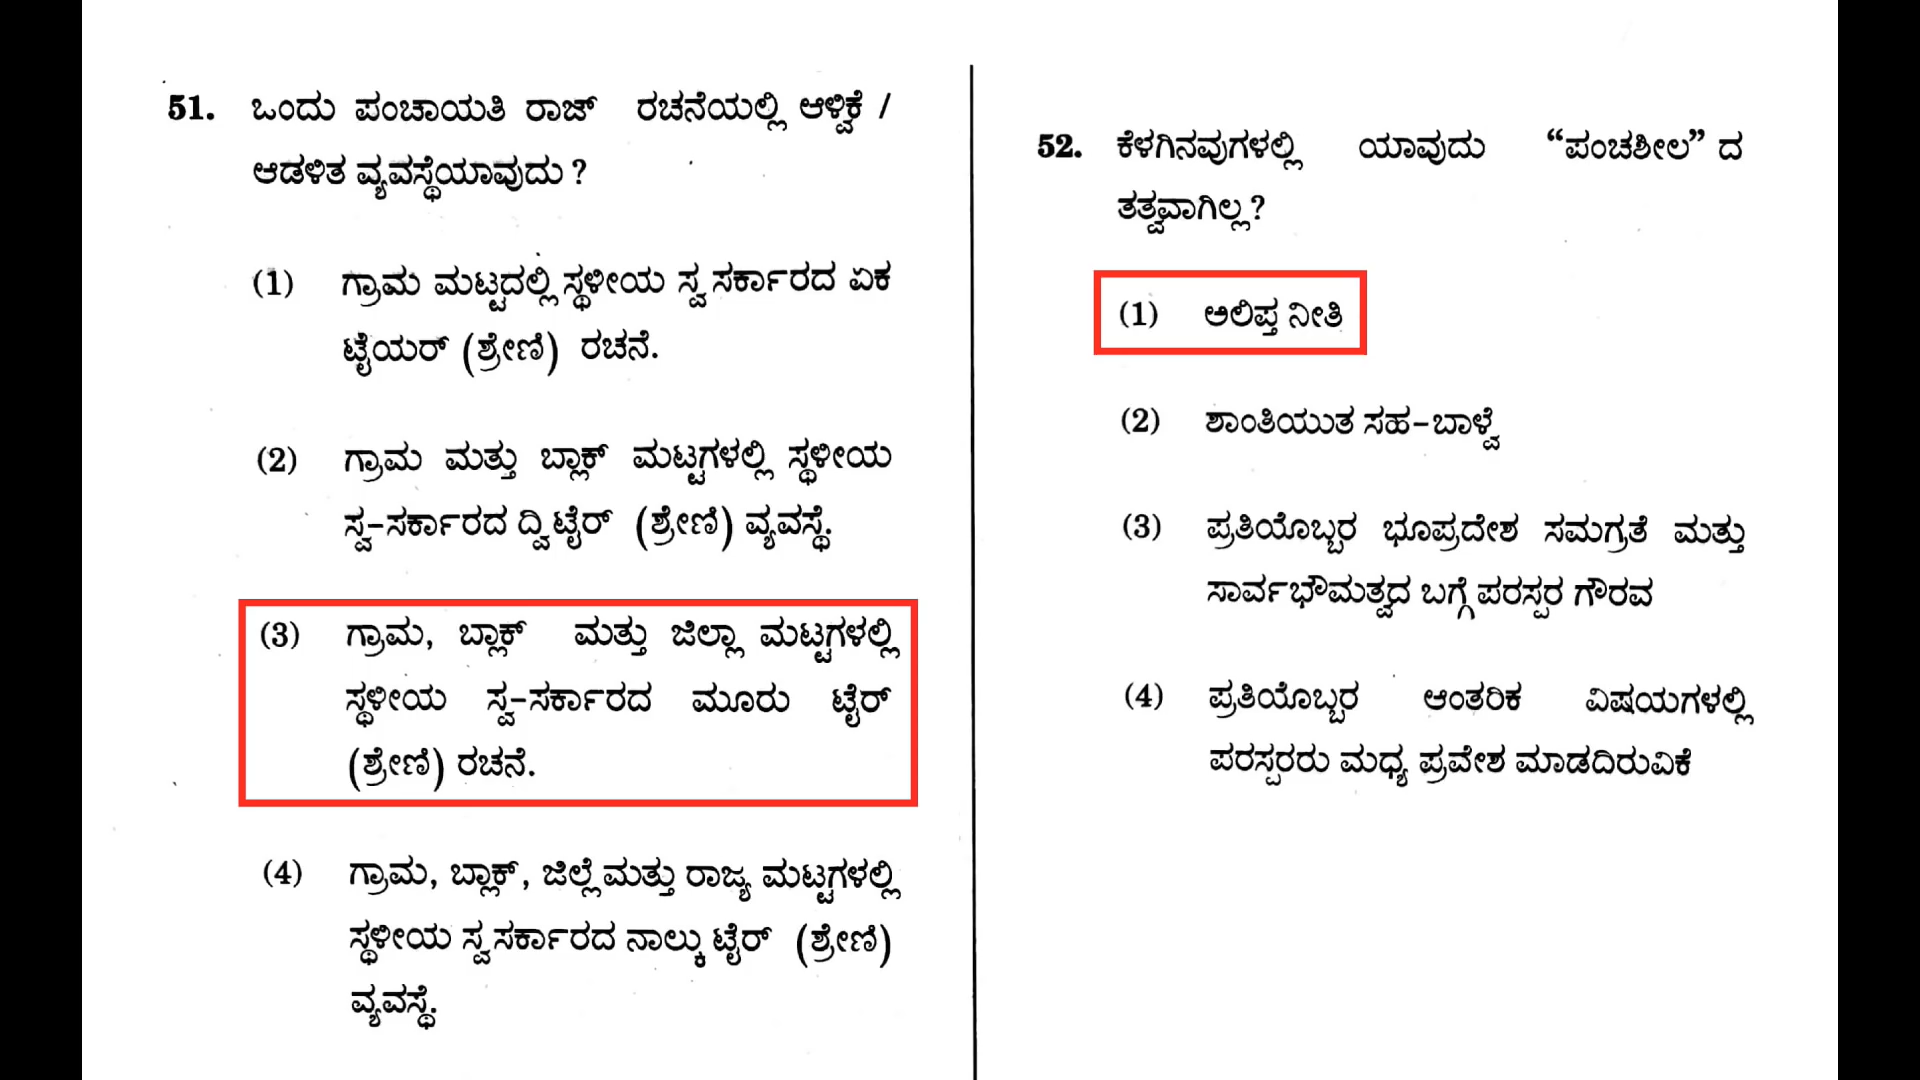 51. ಒಂದು ಪಂಚಾಯತಿ ರಾಜ್ ರಚನೆಯಲ್ಲಿ ಆಳ್ವಿಕೆ /
ಆಡಳಿತ ವ್ಯವಸ್ಥೆಯಾವುದು ?
(1) ಗ್ರಾಮ ಮಟ್ಟದಲ್ಲಿ ಸ್ಥಳೀಯ ಸ್ವ ಸರ್ಕಾರದ ಏಕ
ಟೈಯರ್ (ಶ್ರೇಣಿ) ರಚನೆ.
(2) ಗ್ರಾಮ ಮತ್ತು ಬ್ಲಾಕ್ ಮಟ್ಟಗಳಲ್ಲಿ ಸ್ಥಳೀಯ
ಸ್ವ-ಸರ್ಕಾರದ ದ್ವಿಟೈರ್ (ಶ್ರೇಣಿ) ವ್ಯವಸ್ಥೆ.
(3) ಗ್ರಾಮ, ಬ್ಲಾಕ್ ಮತ್ತು ಜಿಲ್ಲಾ ಮಟ್ಟಗಳಲ್ಲಿ
ಸ್ಥಳೀಯ ಸ್ವ-ಸರ್ಕಾರದ ಮೂರು ಟೈರ್
(ಶ್ರೇಣಿ) ರಚನೆ.
(4) ಗ್ರಾಮ, ಬ್ಲಾಕ್, ಜಿಲ್ಲೆ ಮತ್ತು ರಾಜ್ಯ ಮಟ್ಟಗಳಲ್ಲಿ
ಸ್ಥಳೀಯ ಸ್ವ ಸರ್ಕಾರದ ನಾಲ್ಕು ಟೈರ್ (ಶ್ರೇಣಿ)
ವ್ಯವಸ್ಥೆ.
52. ಕೆಳಗಿನವುಗಳಲ್ಲಿ ಯಾವುದು “ಪಂಚಶೀಲ” ದ
ತತ್ವವಾಗಿಲ್ಲ ?
(1) ಅಲಿಪ್ತ ನೀತಿ
(2) ಶಾಂತಿಯುತ ಸಹ-ಬಾಳ್ವೆ
(3) ಪ್ರತಿಯೊಬ್ಬರ ಭೂಪ್ರದೇಶ ಸಮಗ್ರತೆ ಮತ್ತು
ಸಾರ್ವಭೌಮತ್ವದ ಬಗ್ಗೆ ಪರಸ್ಪರ ಗೌರವ
(4) ಪ್ರತಿಯೊಬ್ಬರ ಆಂತರಿಕ ವಿಷಯಗಳಲ್ಲಿ
ಪರಸ್ಪರರು ಮಧ್ಯ ಪ್ರವೇಶ ಮಾಡದಿರುವಿಕೆ